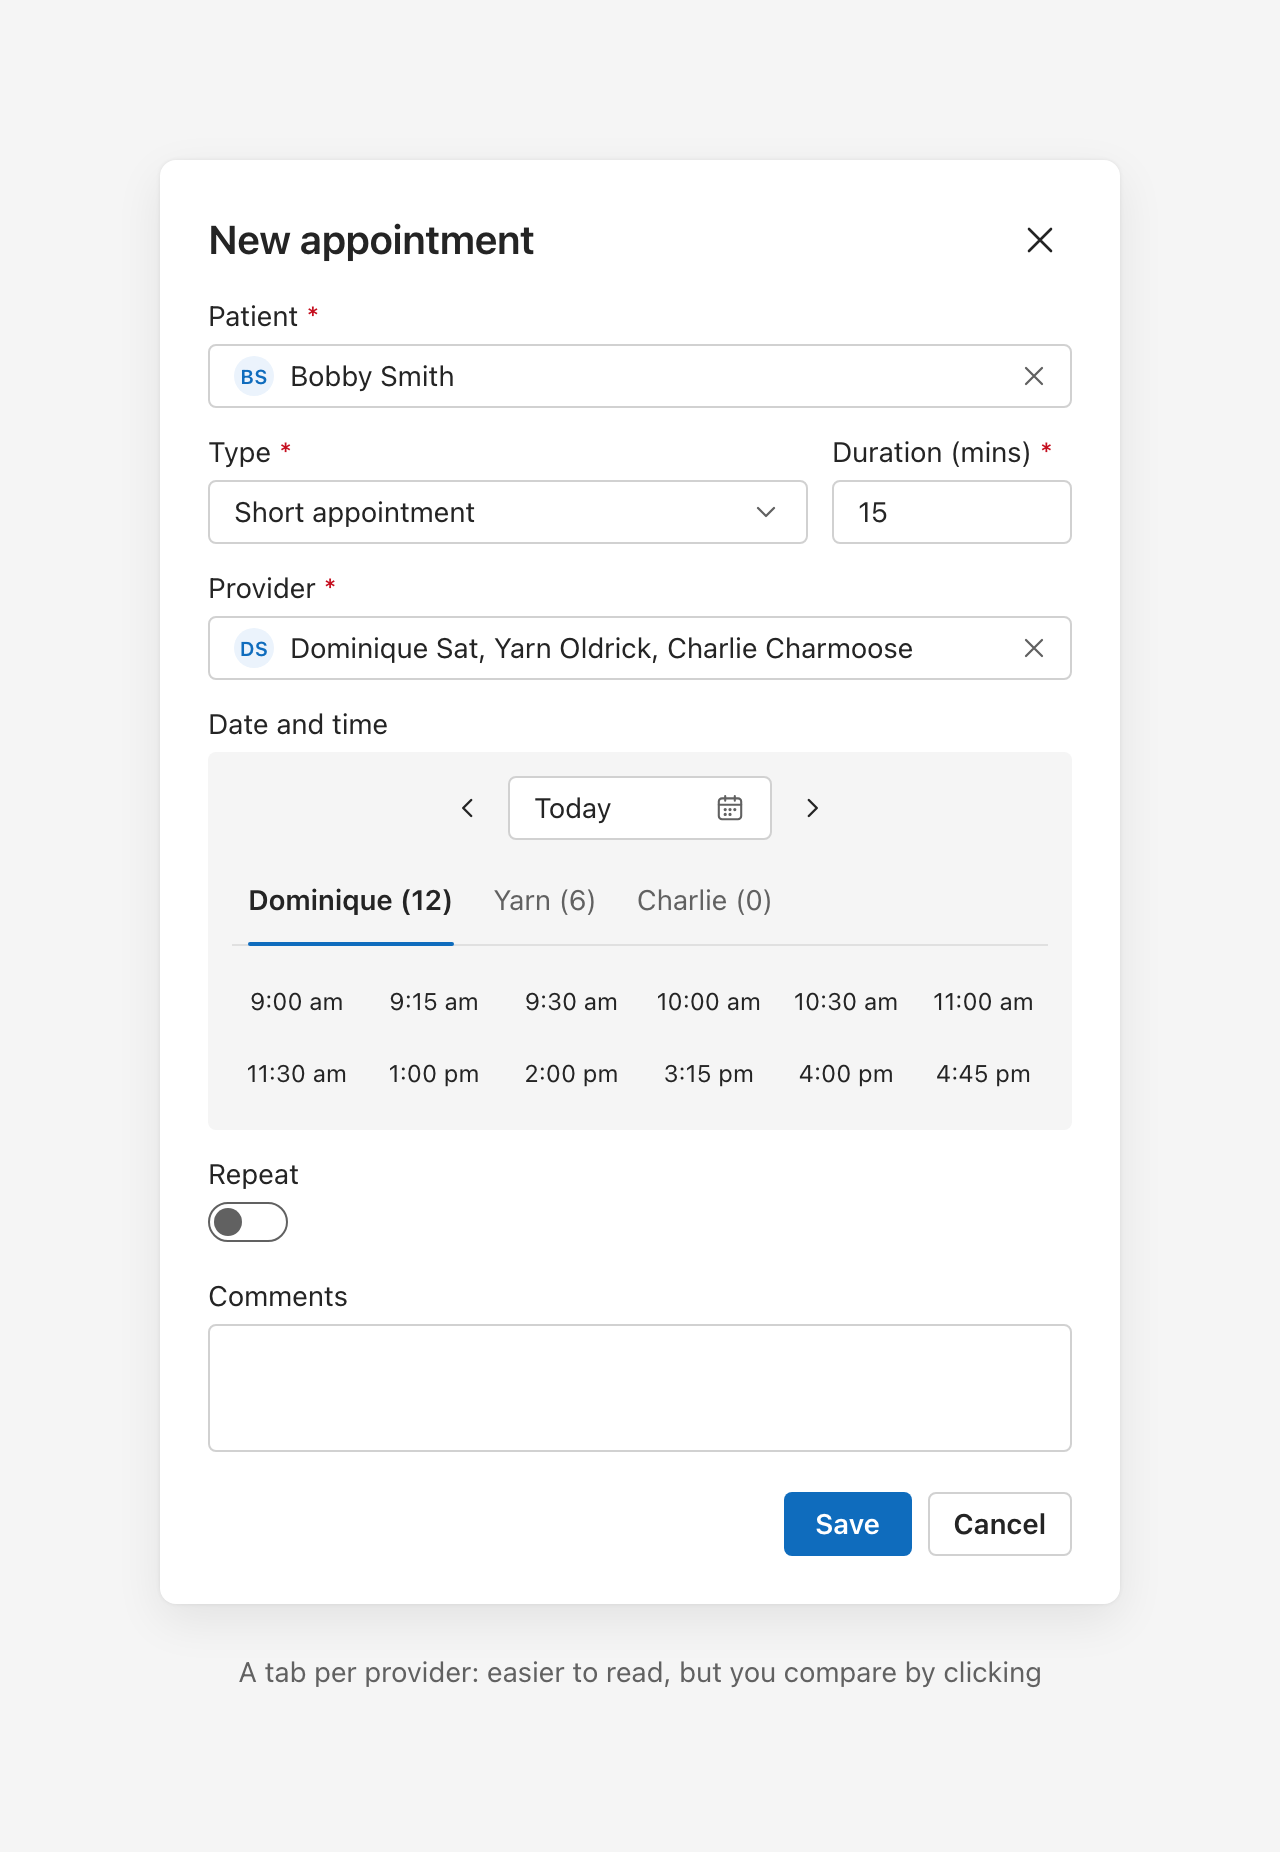 New appointment
Patient *
BS Bobby Smith
Type * Duration (mins) *
Short appointment 15
Provider *
DS Dominique Sat, Yarn Oldrick, Charlie Charmoose
Date and time
Today
Dominique (12) Yarn (6) Charlie (0)
9:00 am 9:15 am 9:30 am 10:00 am 10:30 am 11:00 am
11:30 am 1:00 pm 2:00 pm 3:15 pm 4:00 pm 4:45 pm
Repeat
Comments
Save Cancel
A tab per provider: easier to read, but you compare by clicking